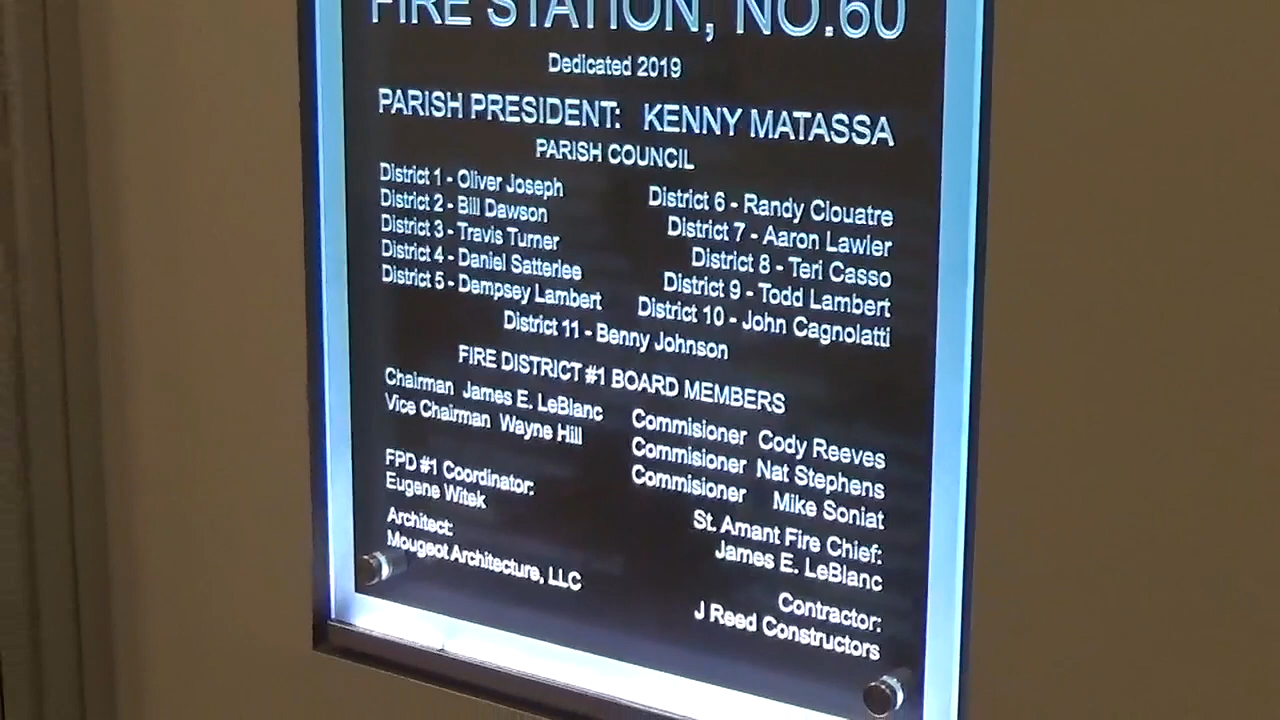 FIRE STATION, NO.60
Dedicated 2019
PARISH PRESIDENT: KENNY MATASSA
PARISH COUNCIL
District 1 - Oliver Joseph
District 2 - Bill Dawson
District 3 - Travis Turner
District 4 - Daniel Satterlee
District 5 - Dempsey Lambert
District 6 - Randy Clouatre
District 7 - Aaron Lawler
District 8 - Teri Casso
District 9 - Todd Lambert
District 10 - John Cagnolatti
District 11 - Benny Johnson
FIRE DISTRICT #1 BOARD MEMBERS
Chairman James E. LeBlanc
Vice Chairman Wayne Hill
Commisioner Cody Reeves
Commisioner Nat Stephens
Commisioner Mike Soniat
FPD #1 Coordinator:
Eugene Witek
Architect:
Mougeot Architecture, LLC
St. Amant Fire Chief:
James E. LeBlanc
Contractor:
J Reed Constructors